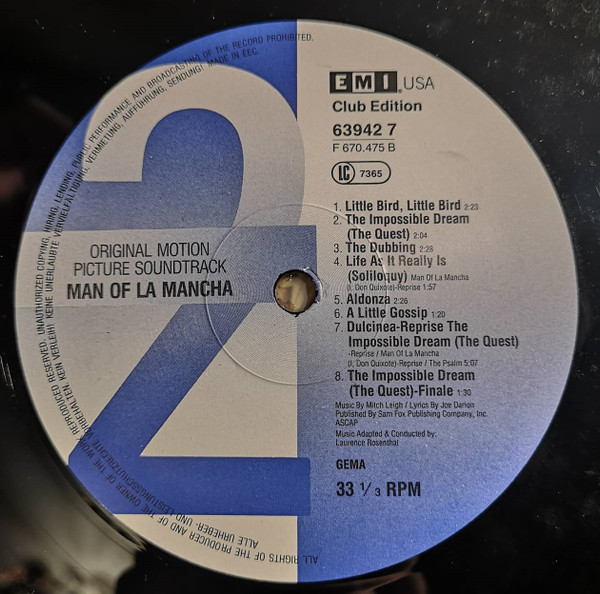 2
ORIGINAL MOTION
PICTURE SOUNDTRACK
MAN OF LA MANCHA
EMI USA
Club Edition
63942 7
F 670.475 B
LC 7365
1. Little Bird, Little Bird 2:23
2. The Impossible Dream
(The Quest) 2:04
3. The Dubbing 2:28
4. Life As It Really Is
(Soliloquy) Man Of La Mancha
(I, Don Quixote)-Reprise 1:57
5. Aldonza 2:26
6. A Little Gossip 1:20
7. Dulcinea-Reprise The
Impossible Dream (The Quest)
-Reprise / Man Of La Mancha
(I, Don Quixote)-Reprise / The Psalm 5:07
8. The Impossible Dream
(The Quest)-Finale 1:30
Music By Mitch Leigh / Lyrics By Joe Darion
Published By Sam Fox Publishing Company, Inc.
ASCAP
Music Adapted & Conducted by:
Laurence Rosenthal
GEMA
33 1/3 RPM
ALL RIGHTS OF THE PRODUCER AND OF THE OWNER OF THE WORK REPRODUCED RESERVED. UNAUTHORIZED COPYING, HIRING, LENDING, PUBLIC PERFORMANCE AND BROADCASTING OF THE RECORD PROHIBITED.
ALLE URHEBER- UND LEISTUNGSSCHUTZRECHTE VORBEHALTEN. KEIN VERLEIH! KEINE UNERLAUBTE VERVIELFÄLTIGUNG, VERMIETUNG, AUFFÜHRUNG, SENDUNG! MADE IN EEC.